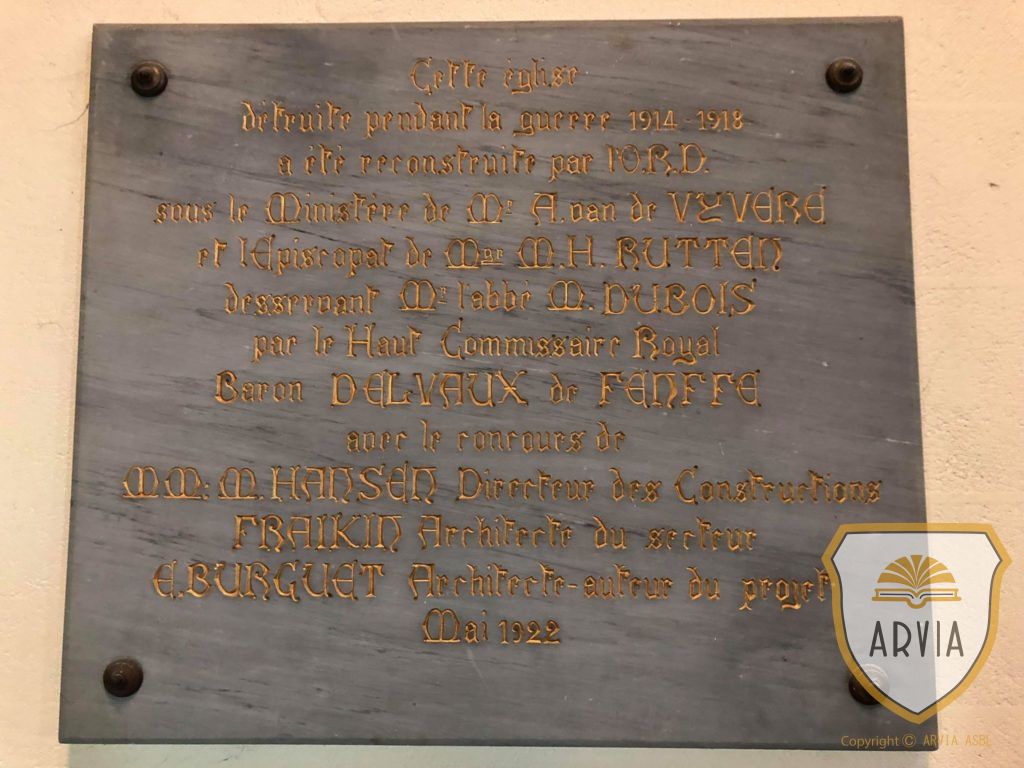 Cette église
détruite pendant la guerre 1914-1918
a été reconstruite par l'O.R.D.
sous le Ministère de Mr A. van de VYVERE
et l'Episcopat de Mgr M.H. RUTTEN
desservant Mr l'abbé M. DUBOIS
par le Haut Commissaire Royal
Baron DELVAUX de FENFFE
avec le concours de
MM: M. HANSEN Directeur des Constructions
FRAIKIN Architecte du secteur
E. BURGUET Architecte-auteur du projet
Mai 1922
ARVIA
Copyright © ARVIA ASBL